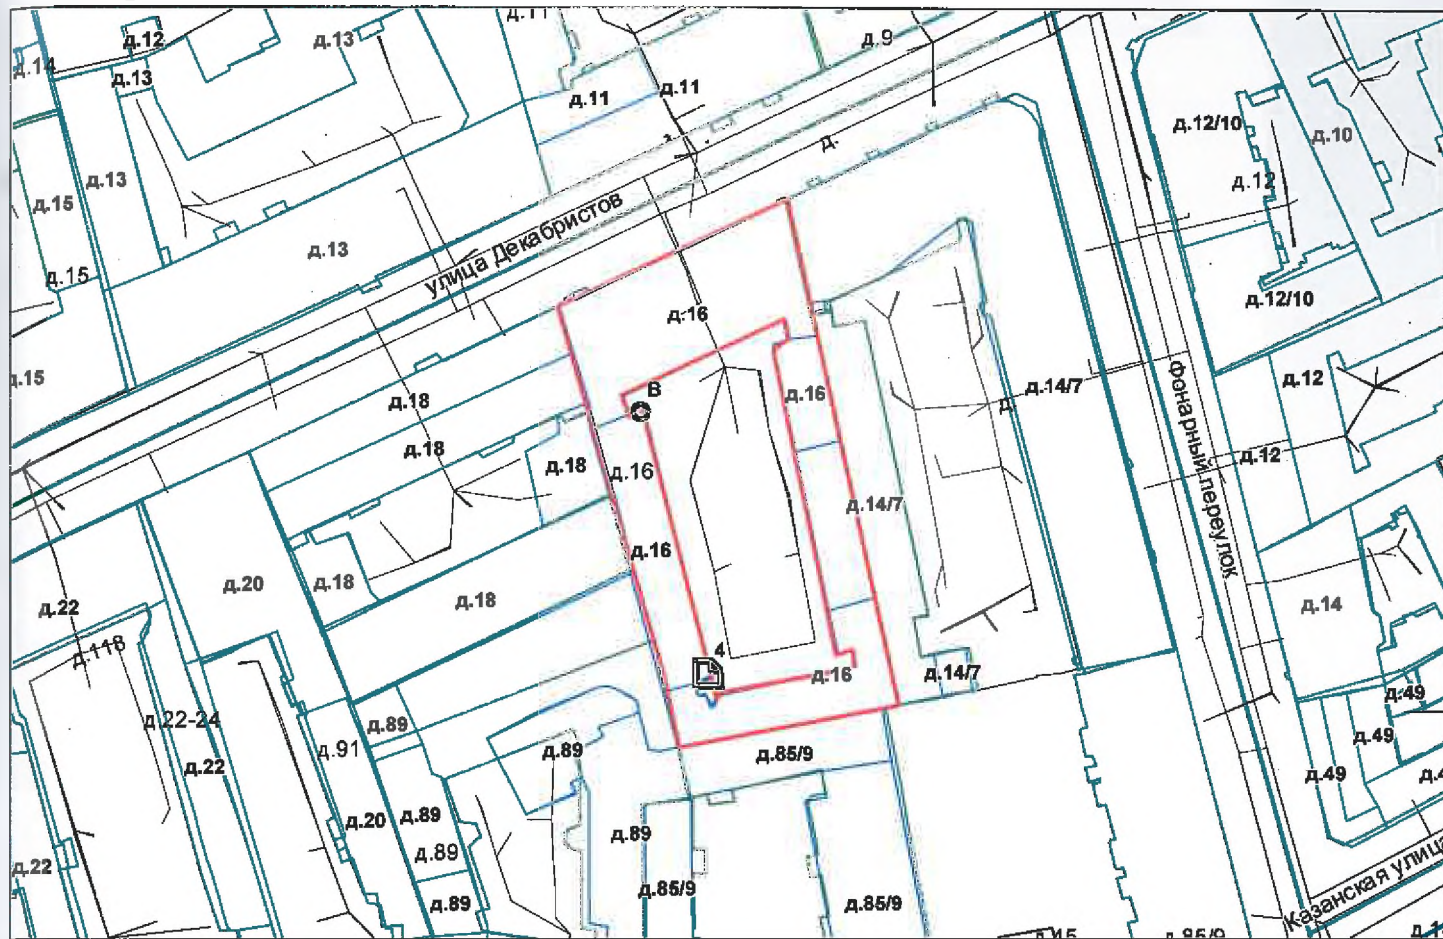 д.11
д.12
д.13
д.9
д.14
д.13
д.11
д.11
д.12/10
д.10
д.13
д.12
д.15
д.
д.13
улица Декабристов
д.15
д.12/10
д.16
д.15
д.12
д.14/7
д.
д.18
В
д.16
фонарный переулок
д.18
д.18
д.16
д.12
д.14/7
д.16
д.20
д.18
д.18
д.22
д.14
д.118
4
д.16
д.14/7
д.49
д.22-24
д.89
д.91
д.89
д.85/9
д.49
д.22
д.49
д.20
д.89
д.89
д.89
д.22
д.85/9
д.89
д.85/9
Казанская улица